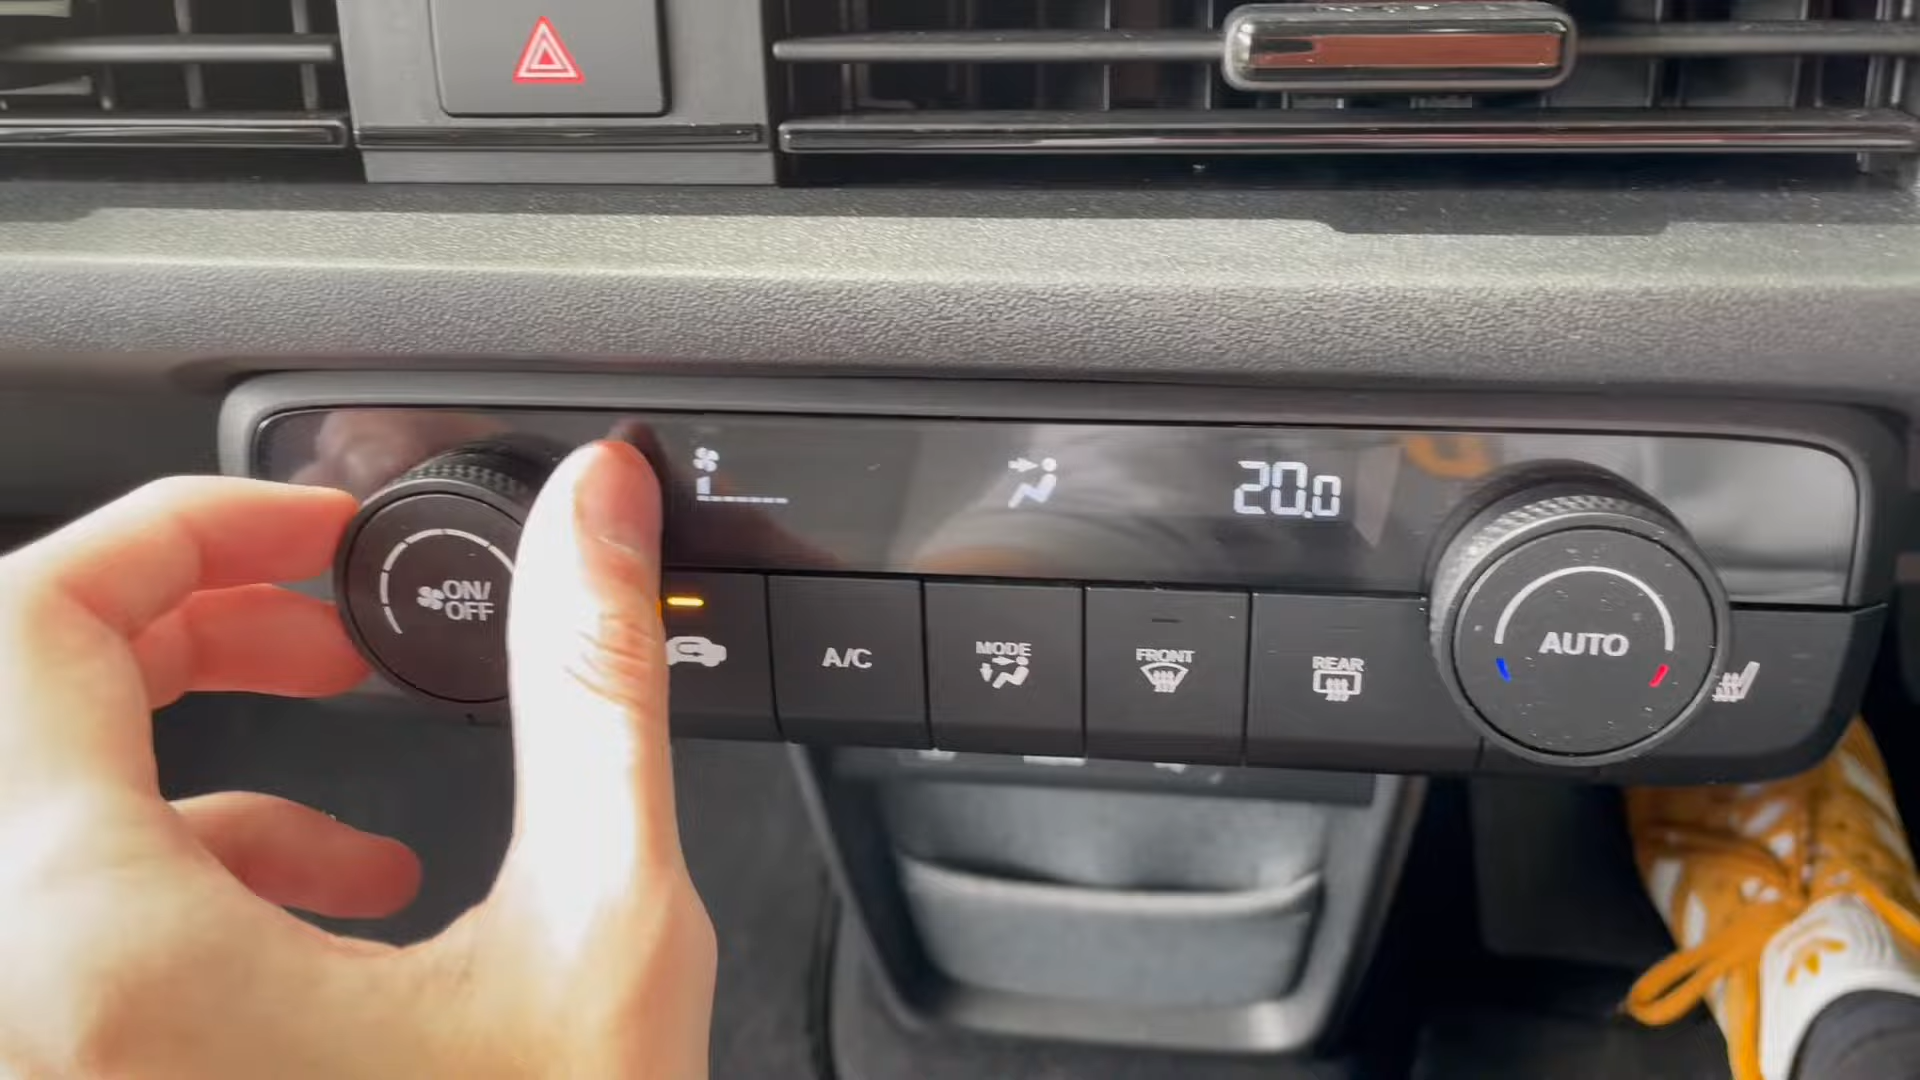 20.0
ON/
OFF
A/C
MODE
FRONT
REAR
AUTO